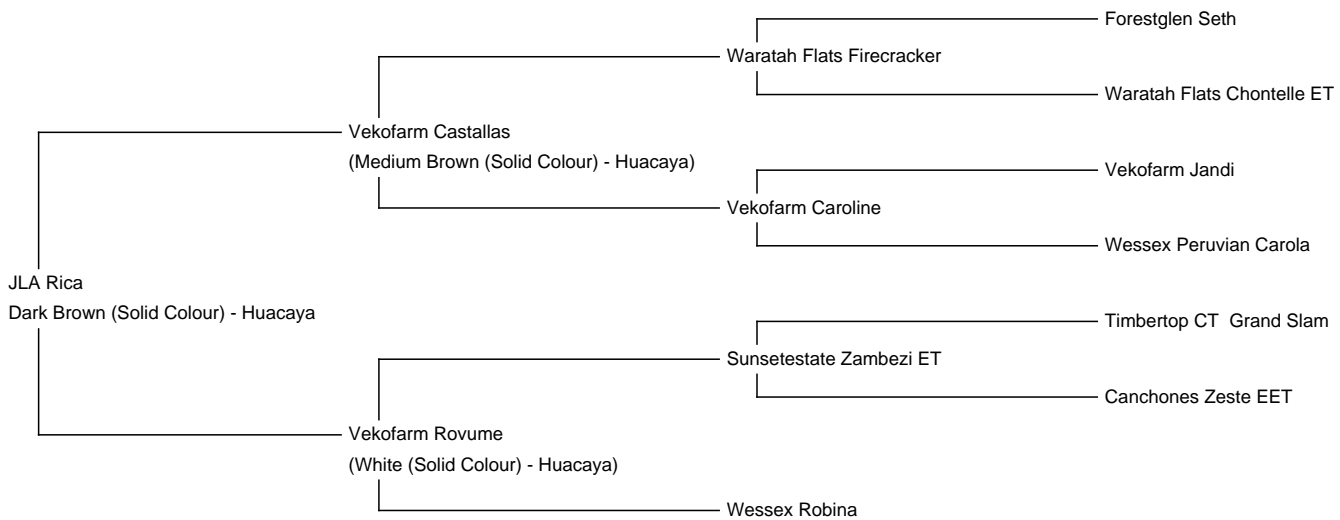 Forestglen Seth
Waratah Flats Firecracker
Waratah Flats Chontelle ET
Vekofarm Castallas
(Medium Brown (Solid Colour) - Huacaya)
Vekofarm Jandi
Vekofarm Caroline
Wessex Peruvian Carola
JLA Rica
Dark Brown (Solid Colour) - Huacaya
Timbertop CT  Grand Slam
Sunsetestate Zambezi ET
Canchones Zeste EET
Vekofarm Rovume
(White (Solid Colour) - Huacaya)
Wessex Robina